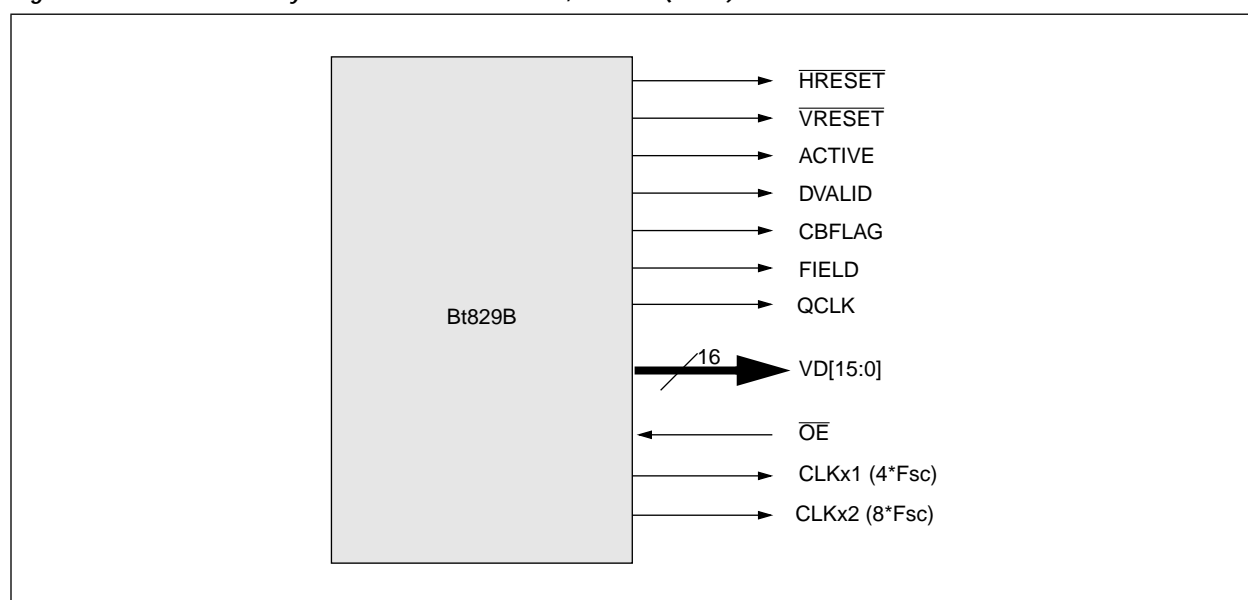 HRESET
VRESET
ACTIVE
DVALID
CBFLAG
FIELD
QCLK
Bt829B
16
VD[15:0]
OE
CLKx1 (4*Fsc)
CLKx2 (8*Fsc)